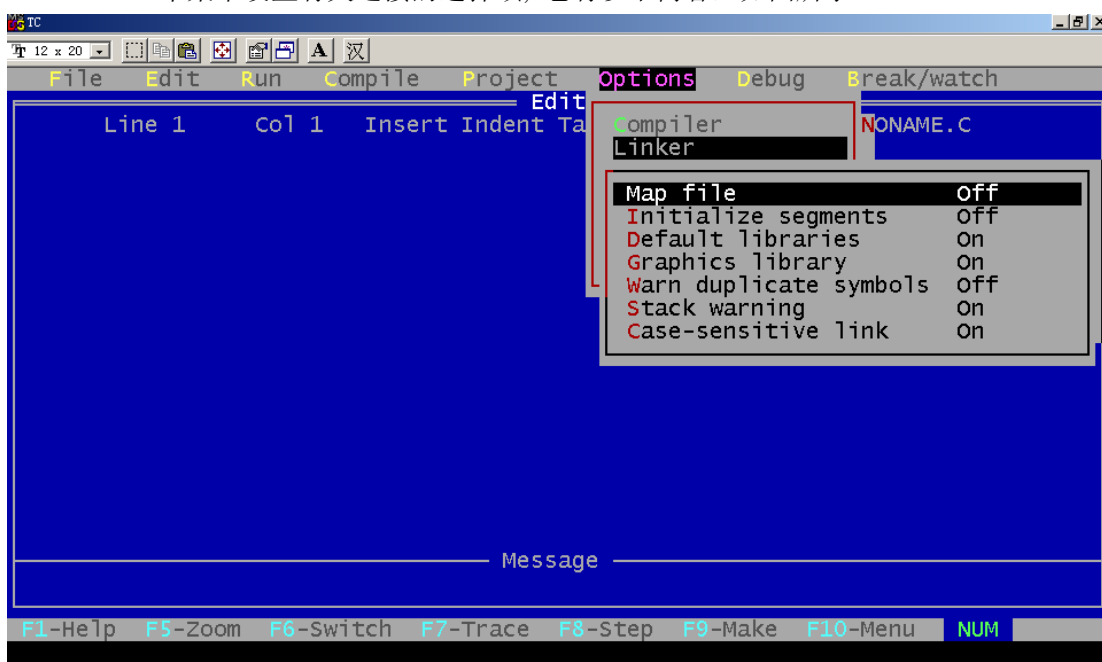 TC
12 x 20 A 汉
File Edit Run Compile Project Options Debug Break/watch
Edit
Line 1 Col 1 Insert Indent Ta NONAME.C
Compiler
Linker
Map file Off
Initialize segments Off
Default libraries On
Graphics library On
Warn duplicate symbols Off
Stack warning On
Case-sensitive link On
Message
F1-Help F5-Zoom F6-Switch F7-Trace F8-Step F9-Make F10-Menu NUM